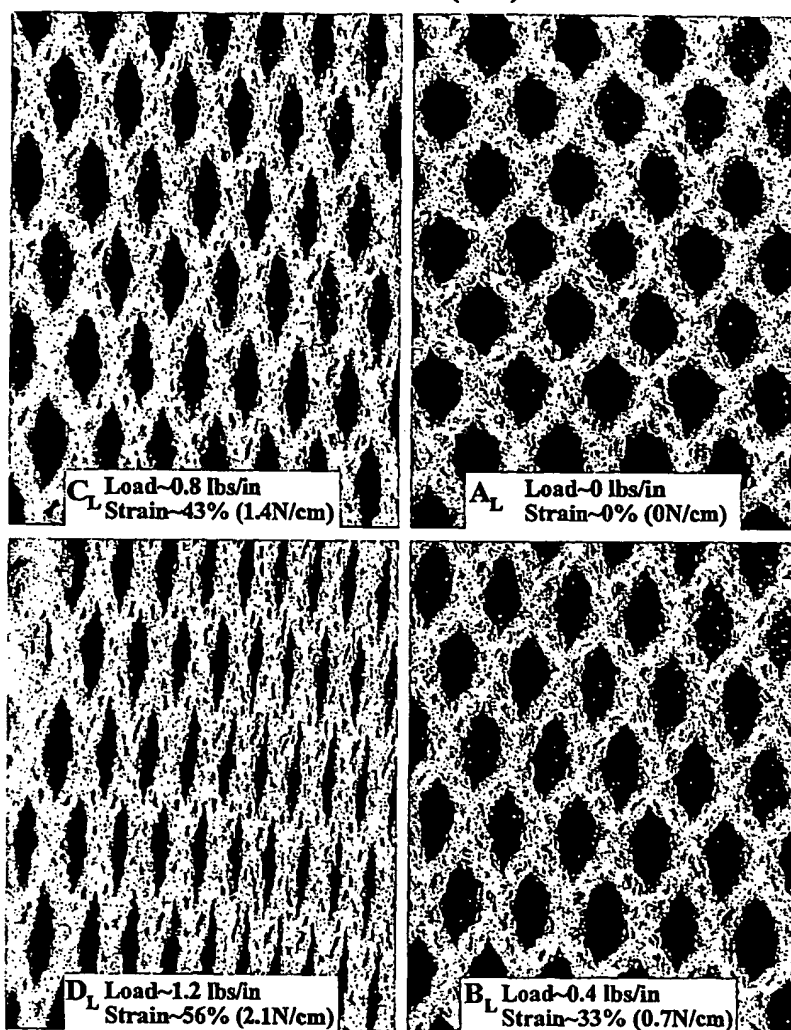 C_L Load~0.8 lbs/in
Strain~43% (1.4N/cm)
A_L Load~0 lbs/in
Strain~0% (0N/cm)
D_L Load~1.2 lbs/in
Strain~56% (2.1N/cm)
B_L Load~0.4 lbs/in
Strain~33% (0.7N/cm)